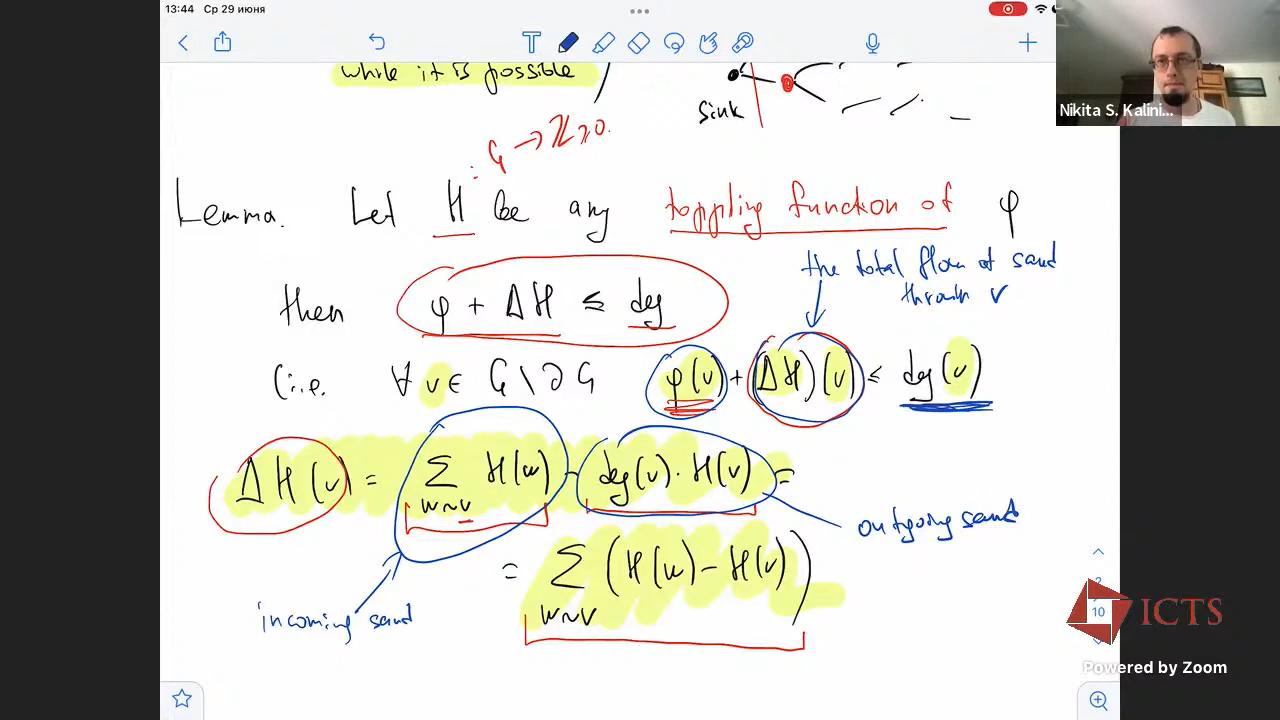 13:44 Ср 29 июня
Nikita S. Kalini...
while it is possible
sink
G → ℤ≥0.
Lemma. Let H be any toppling function of φ
the total flow of sand
then φ + ΔH ≤ deg
(i.e. ∀ v ∈ G \ ∂G φ(v) + (ΔH)(v) ≤ deg(v)
ΔH(v) = Σ H(w) - deg(v) · H(v) =
w~v
outgoing sand
= Σ (H(w) - H(v))
w~v
incoming sand
2
10
ICTS
Powered by Zoom